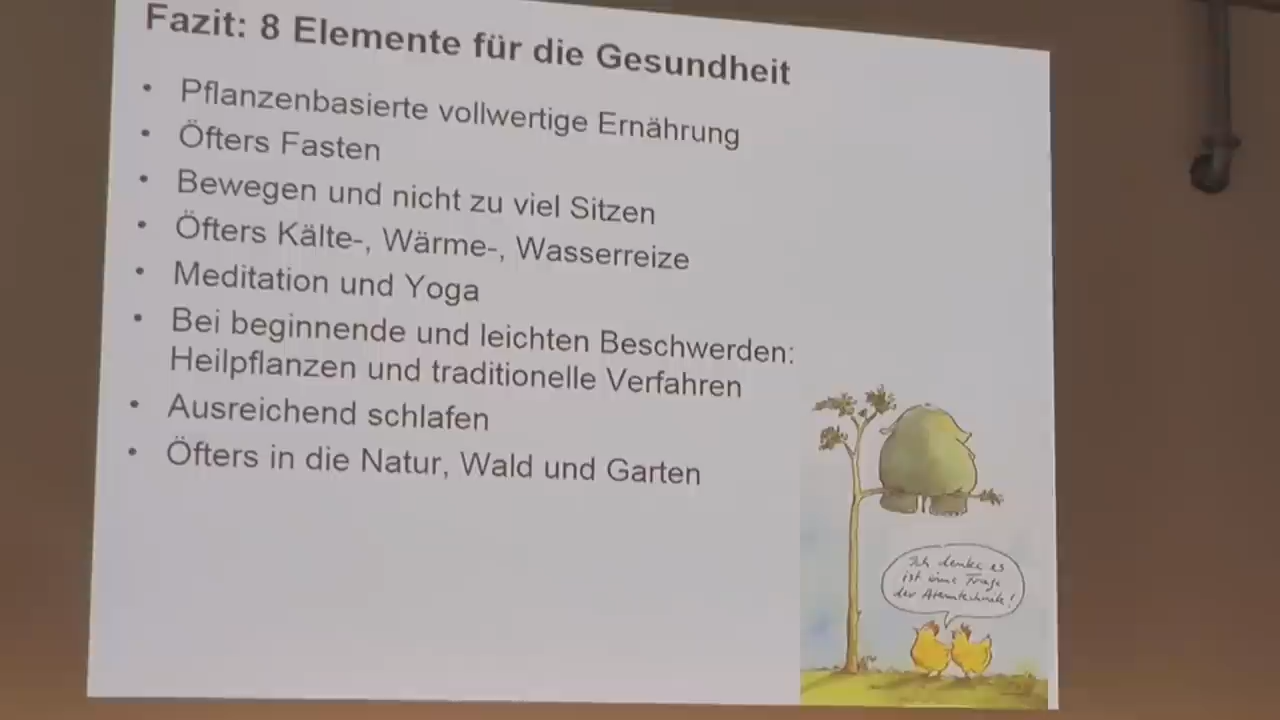 Fazit: 8 Elemente für die Gesundheit
• Pflanzenbasierte vollwertige Ernährung
• Öfters Fasten
• Bewegen und nicht zu viel Sitzen
• Öfters Kälte-, Wärme-, Wasserreize
• Meditation und Yoga
• Bei beginnende und leichten Beschwerden:
Heilpflanzen und traditionelle Verfahren
• Ausreichend schlafen
• Öfters in die Natur, Wald und Garten
Ich denke es
ist eine Frage
der Atemtechnik!